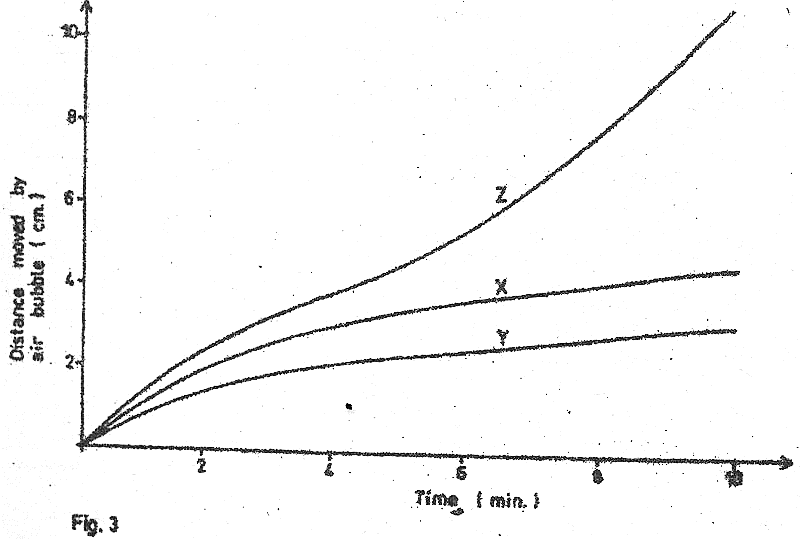 10
8
6
4
2
Distance moved by
air bubble (cm.)
Z
X
Y
2
4
6
8
10
Time (min.)
Fig. 3